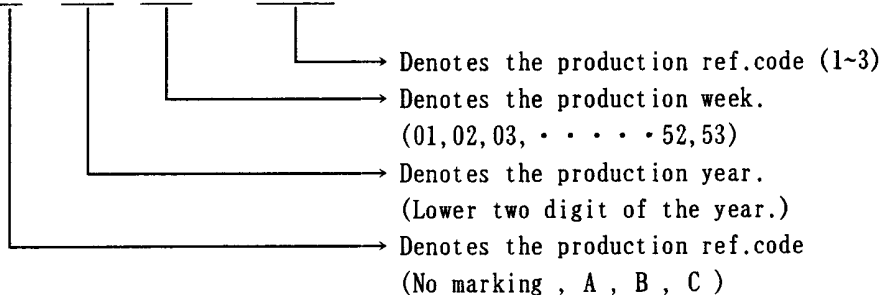 Denotes the production ref.code (1~3)
Denotes the production week.
(01,02,03, ・・・・・52,53)
Denotes the production year.
(Lower two digit of the year.)
Denotes the production ref.code
(No marking , A , B , C )